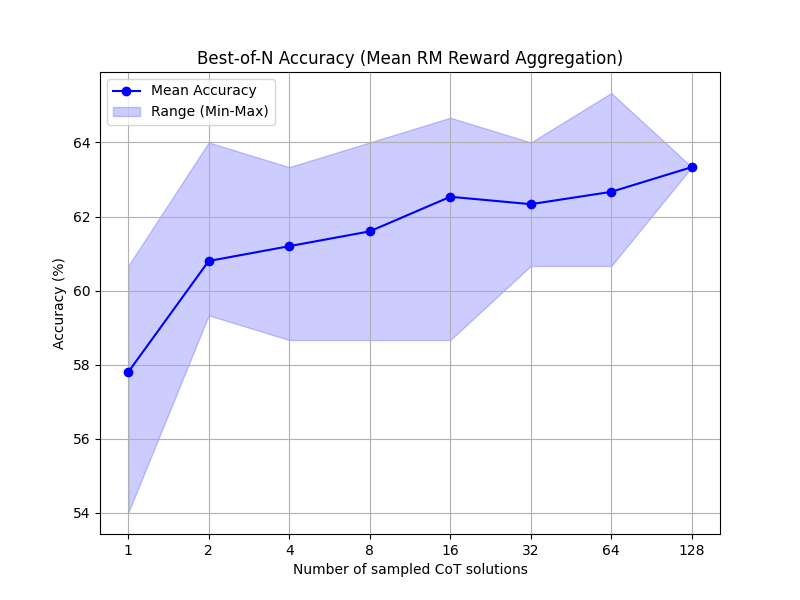 Best-of-N Accuracy (Mean RM Reward Aggregation)
Mean Accuracy
Range (Min-Max)
Accuracy (%)
64
62
60
58
56
54
1 2 4 8 16 32 64 128
Number of sampled CoT solutions